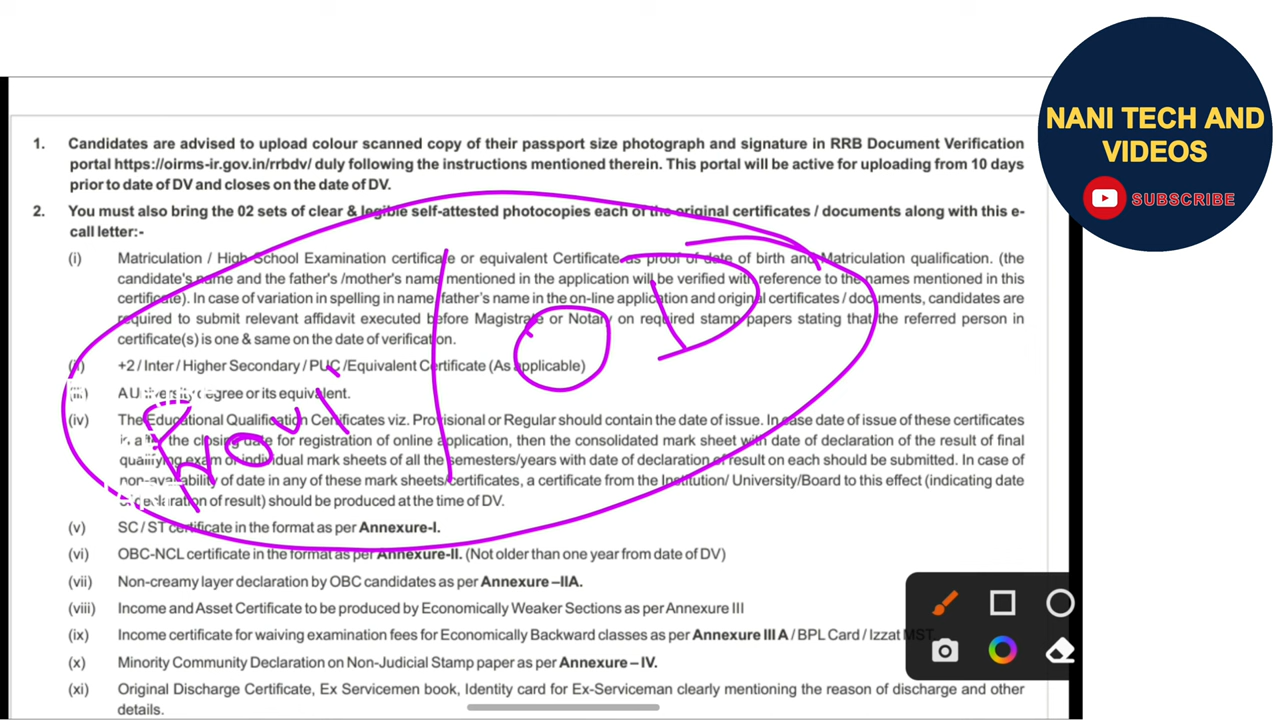 NANI TECH AND
VIDEOS
SUBSCRIBE
1. Candidates are advised to upload colour scanned copy of their passport size photograph and signature in RRB Document Verification
portal https://oirms-ir.gov.in/rrbdv/ duly following the instructions mentioned therein. This portal will be active for uploading from 10 days
prior to date of DV and closes on the date of DV.
2. You must also bring the 02 sets of clear & legible self-attested photocopies each of the original certificates / documents along with this e-
call letter:-
(i) Matriculation / High School Examination certificate or equivalent Certificate as proof of date of birth and Matriculation qualification. (the
candidate's name and the father's /mother's name mentioned in the application will be verified with reference to the names mentioned in this
certificate). In case of variation in spelling in name, father's name in the on-line application and original certificates / documents, candidates are
required to submit relevant affidavit executed before Magistrate or Notary on required stamp papers stating that the referred person in
certificate(s) is one & same on the date of verification.
(ii) +2 / Inter / Higher Secondary / PUC /Equivalent Certificate (As applicable)
(iii) A University degree or its equivalent.
(iv) The Educational Qualification Certificates viz. Provisional or Regular should contain the date of issue. In case date of issue of these certificates
the closing date for registration of online application, then the consolidated mark sheet with date of declaration of the result of final
qualifying exam or individual mark sheets of all the semesters/years with date of declaration of result on each should be submitted. In case of
non-availability of date in any of these mark sheets/certificates, a certificate from the Institution/ University/Board to this effect (indicating date
of declaration of result) should be produced at the time of DV.
(v) SC / ST certificate in the format as per Annexure-I.
(vi) OBC-NCL certificate in the format as per Annexure-II. (Not older than one year from date of DV)
(vii) Non-creamy layer declaration by OBC candidates as per Annexure –IIA.
(viii) Income and Asset Certificate to be produced by Economically Weaker Sections as per Annexure III
(ix) Income certificate for waiving examination fees for Economically Backward classes as per Annexure III A / BPL Card / Izzat MST.
(x) Minority Community Declaration on Non-Judicial Stamp paper as per Annexure – IV.
(xi) Original Discharge Certificate, Ex Servicemen book, Identity card for Ex-Serviceman clearly mentioning the reason of discharge and other
details.
OD